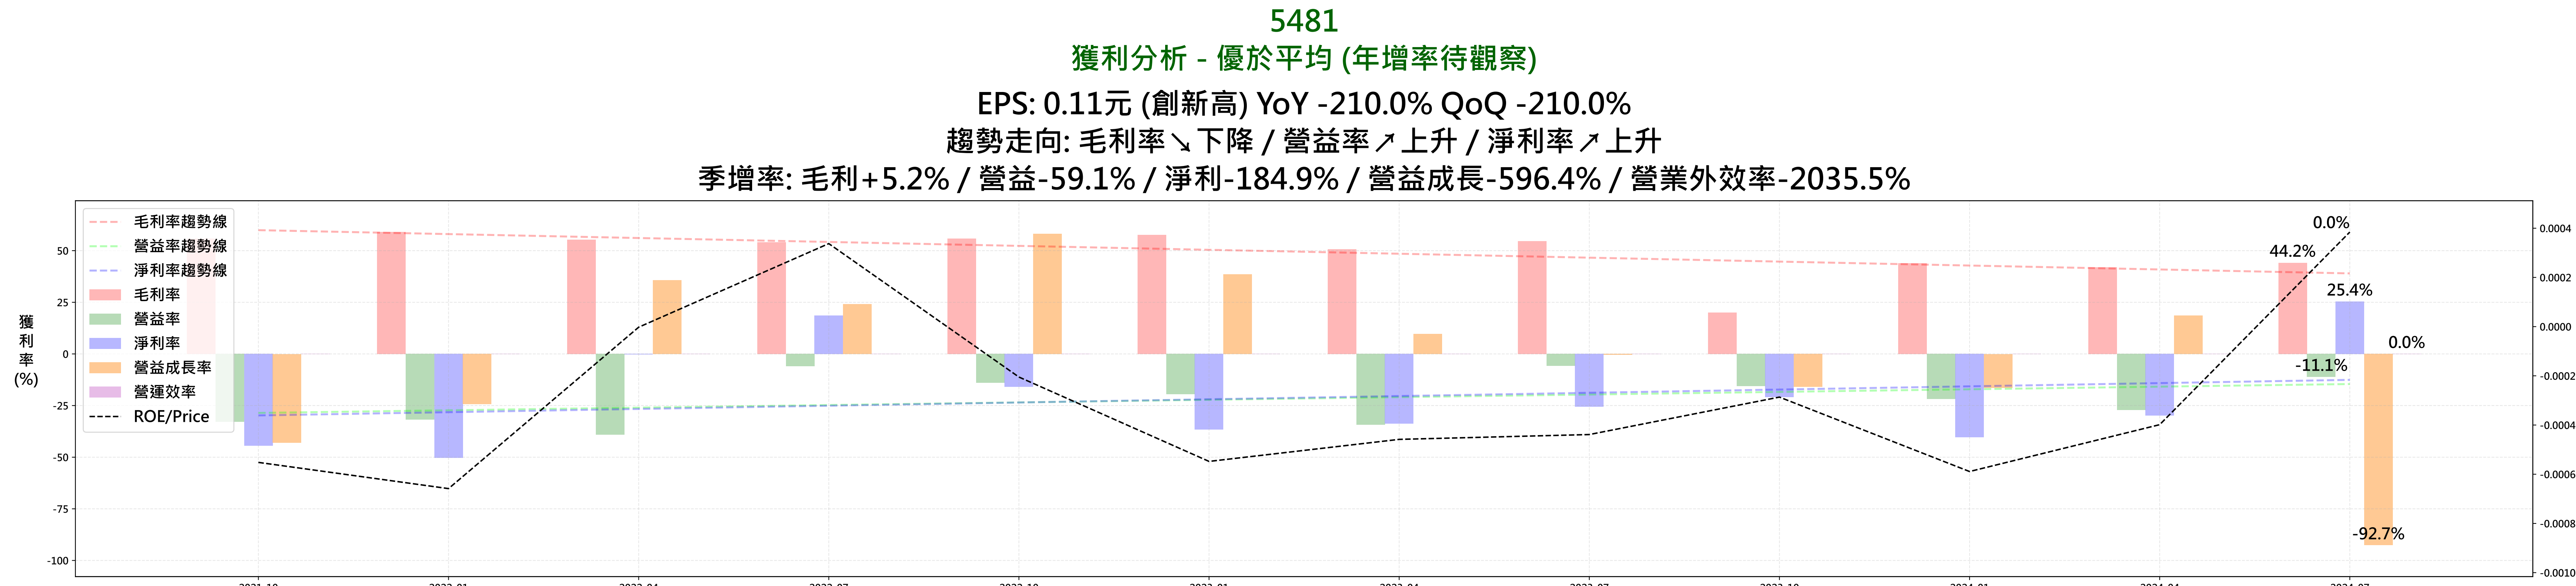 5481
獲利分析 - 優於平均 (年增率待觀察)
EPS: 0.11元 (創新高) YoY -210.0% QoQ -210.0%
趨勢走向: 毛利率↘下降 / 營益率↗上升 / 淨利率↗上升
季增率: 毛利+5.2% / 營益-59.1% / 淨利-184.9% / 營益成長-596.4% / 營業外效率-2035.5%
獲利率(%)
50
25
0
-25
-50
-75
-100
毛利率趨勢線
營益率趨勢線
淨利率趨勢線
毛利率
營益率
淨利率
營益成長率
營運效率
ROE/Price
0.0%
44.2%
25.4%
0.0%
-11.1%
-92.7%
0.0004
0.0002
0.0000
-0.0002
-0.0004
-0.0006
-0.0008
-0.0010